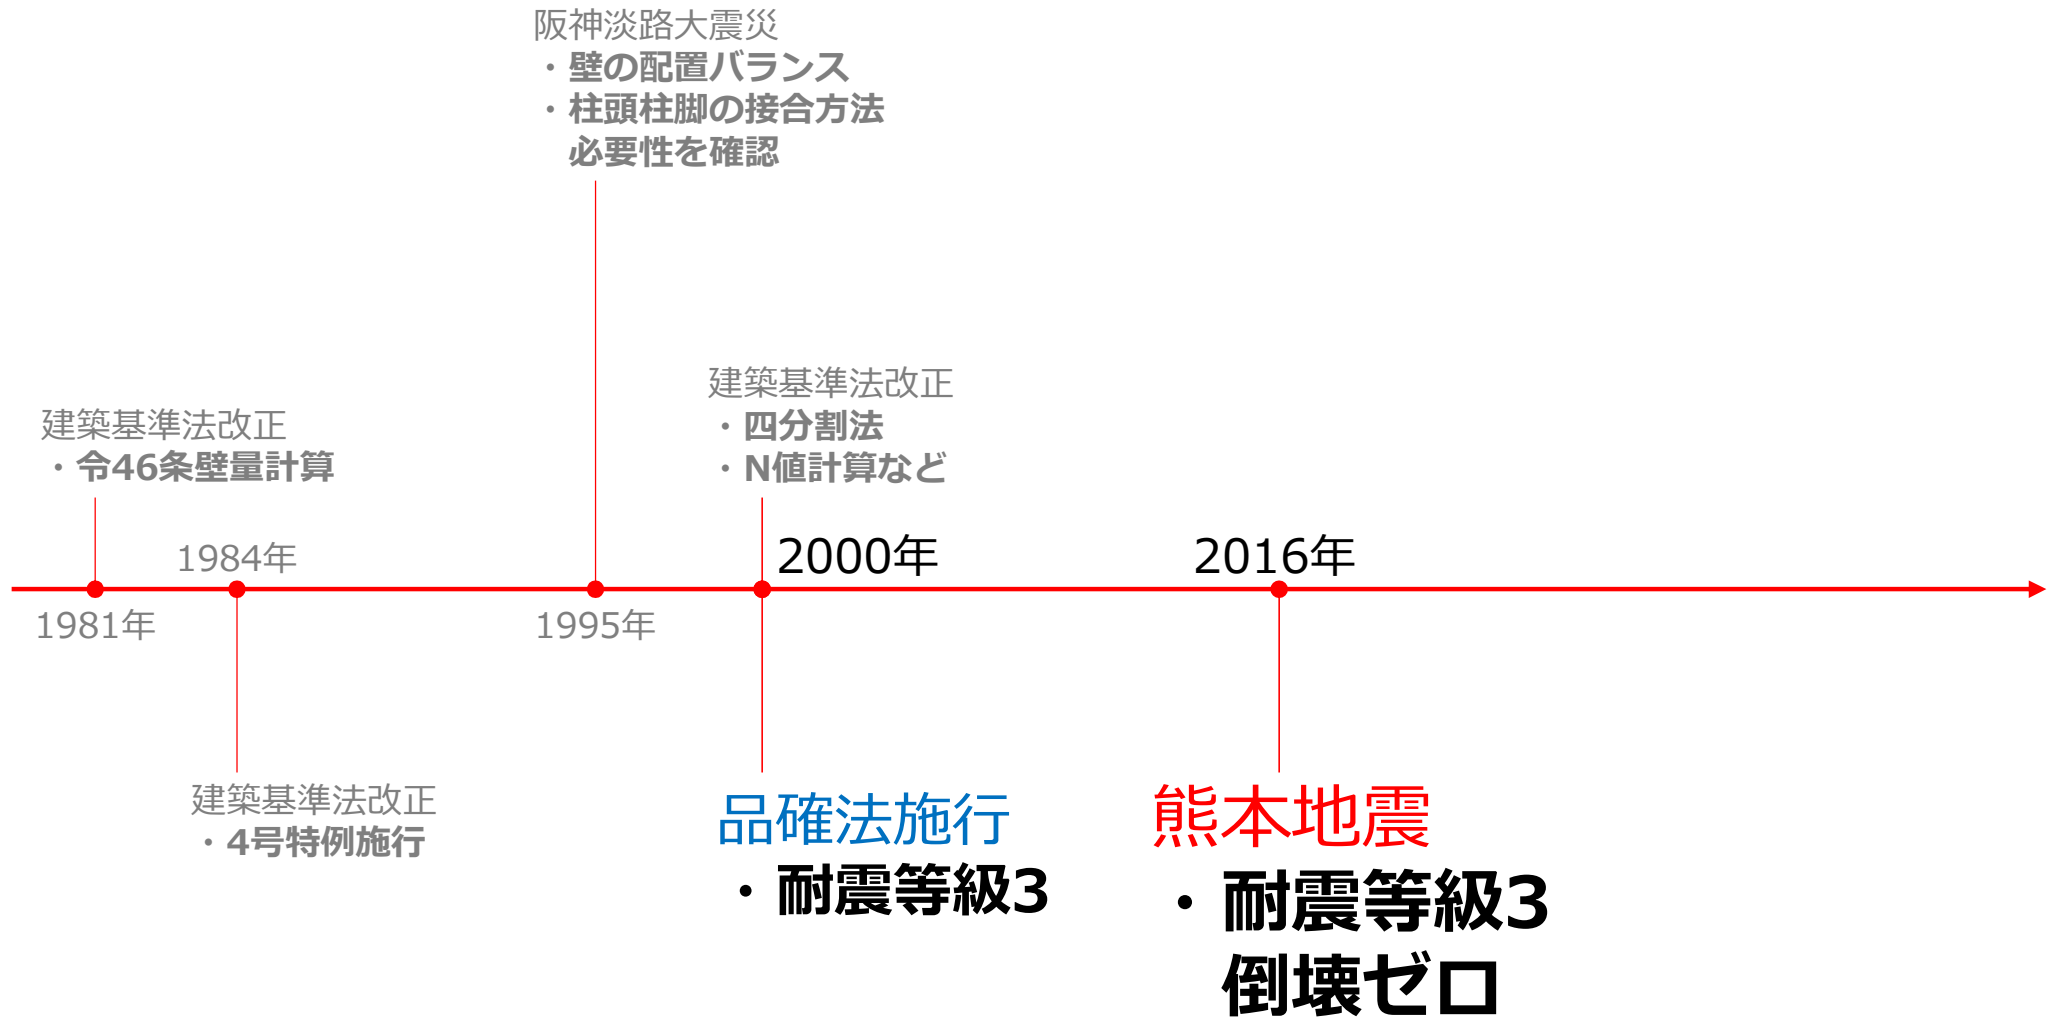 阪神淡路大震災
・壁の配置バランス
・柱頭柱脚の接合方法
必要性を確認
建築基準法改正
・四分割法
・N値計算など
建築基準法改正
・令46条壁量計算
1984年
2000年
2016年
1981年
1995年
建築基準法改正
・4号特例施行
品確法施行
・耐震等級3
熊本地震
・耐震等級3
倒壊ゼロ